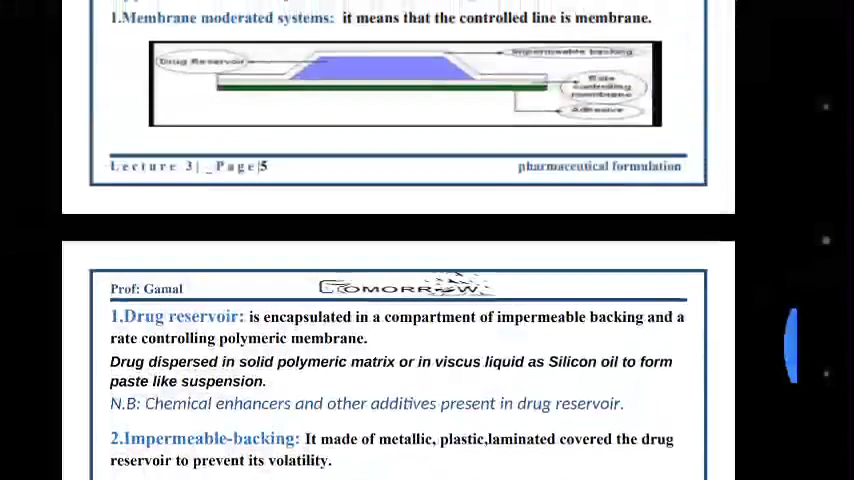 1.Membrane moderated systems: it means that the controlled line is membrane.
Drug Reservoir
Impermeable backing
Rate
controlling
membrane
Adhesive
Lecture 3| _Page|5
pharmaceutical formulation
Prof: Gamal
TOMORROW
1.Drug reservoir: is encapsulated in a compartment of impermeable backing and a
rate controlling polymeric membrane.
Drug dispersed in solid polymeric matrix or in viscus liquid as Silicon oil to form
paste like suspension.
N.B: Chemical enhancers and other additives present in drug reservoir.
2.Impermeable-backing: It made of metallic, plastic,laminated covered the drug
reservoir to prevent its volatility.